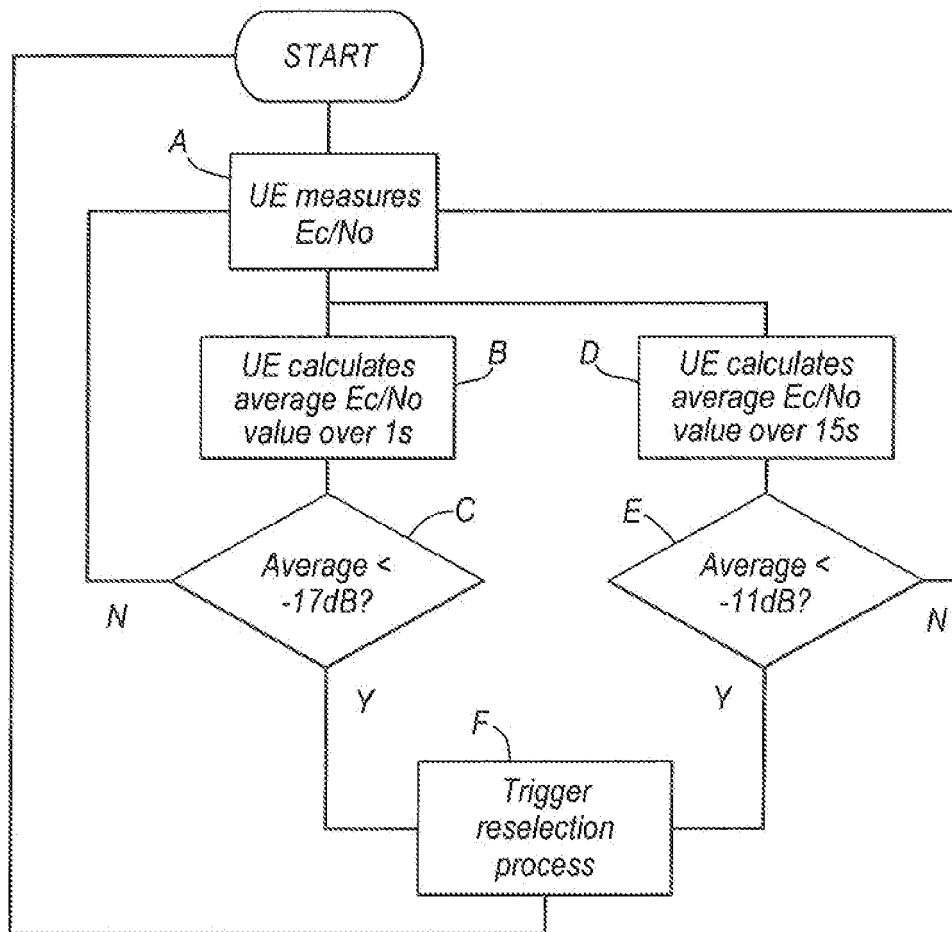 START
A
UE measures
Ec/No
UE calculates
average Ec/No
value over 1s
B
D
UE calculates
average Ec/No
value over 15s
C
E
Average <
-17dB?
Average <
-11dB?
N
N
Y
Y
F
Trigger
reselection
process